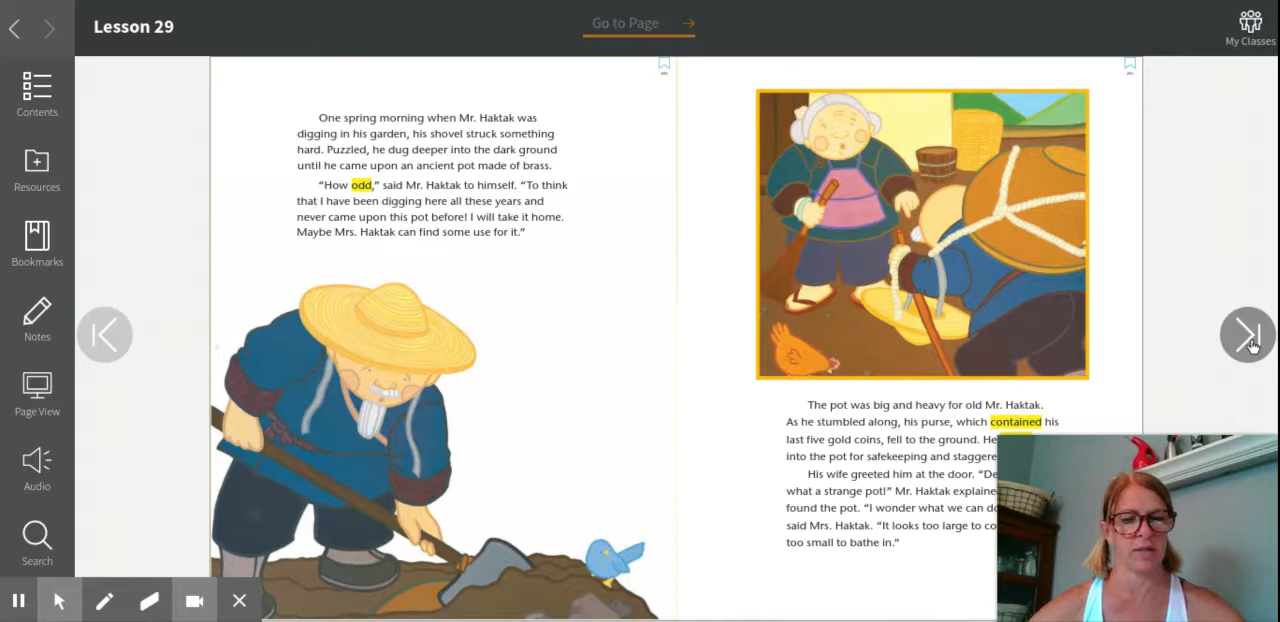 Lesson 29
Go to Page
My Classes
Contents
Resources
Bookmarks
Notes
Page View
Audio
Search
One spring morning when Mr. Haktak was
digging in his garden, his shovel struck something
hard. Puzzled, he dug deeper into the dark ground
until he came upon an ancient pot made of brass.
“How odd,” said Mr. Haktak to himself. “To think
that I have been digging here all these years and
never came upon this pot before! I will take it home.
Maybe Mrs. Haktak can find some use for it.”
The pot was big and heavy for old Mr. Haktak.
As he stumbled along, his purse, which contained his
last five gold coins, fell to the ground. He
into the pot for safekeeping and staggere
His wife greeted him at the door. “De
what a strange pot!” Mr. Haktak explaine
found the pot. “I wonder what we can do
said Mrs. Haktak. “It looks too large to co
too small to bathe in.”